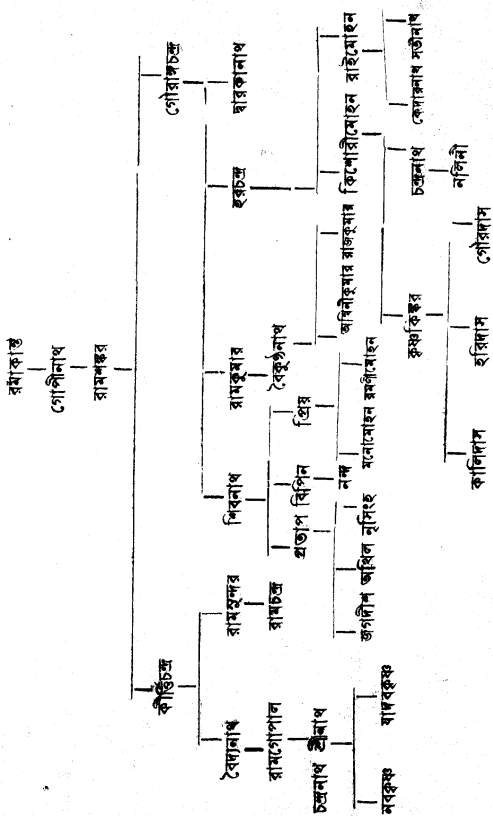 রমাকান্ত
গোপীনাথ
রামশঙ্কর
কীর্ত্তিচন্দ্র গৌরাঙ্গচন্দ্র
বৈদ্যনাথ রামসুন্দর শিবনাথ রামকুমার হরচন্দ্র দ্বারকানাথ
রামগোপাল রামচন্দ্র প্রতাপ বিপিন প্রিয় বৈকুণ্ঠনাথ কিশোরীমোহন রাইমোহন
চন্দ্রনাথ শ্রীনাথ জগদীশ অখিল নৃসিংহ নন্দ মনোমোহন রমণীমোহন অশ্বিনীকুমার রাজকুমার কৃষ্ণকিঙ্কর চন্দ্রনাথ কেদারনাথ সতীনাথ
নবকৃষ্ণ যাদবকৃষ্ণ কালিদাস হরিদাস গৌরদাস নলিনী